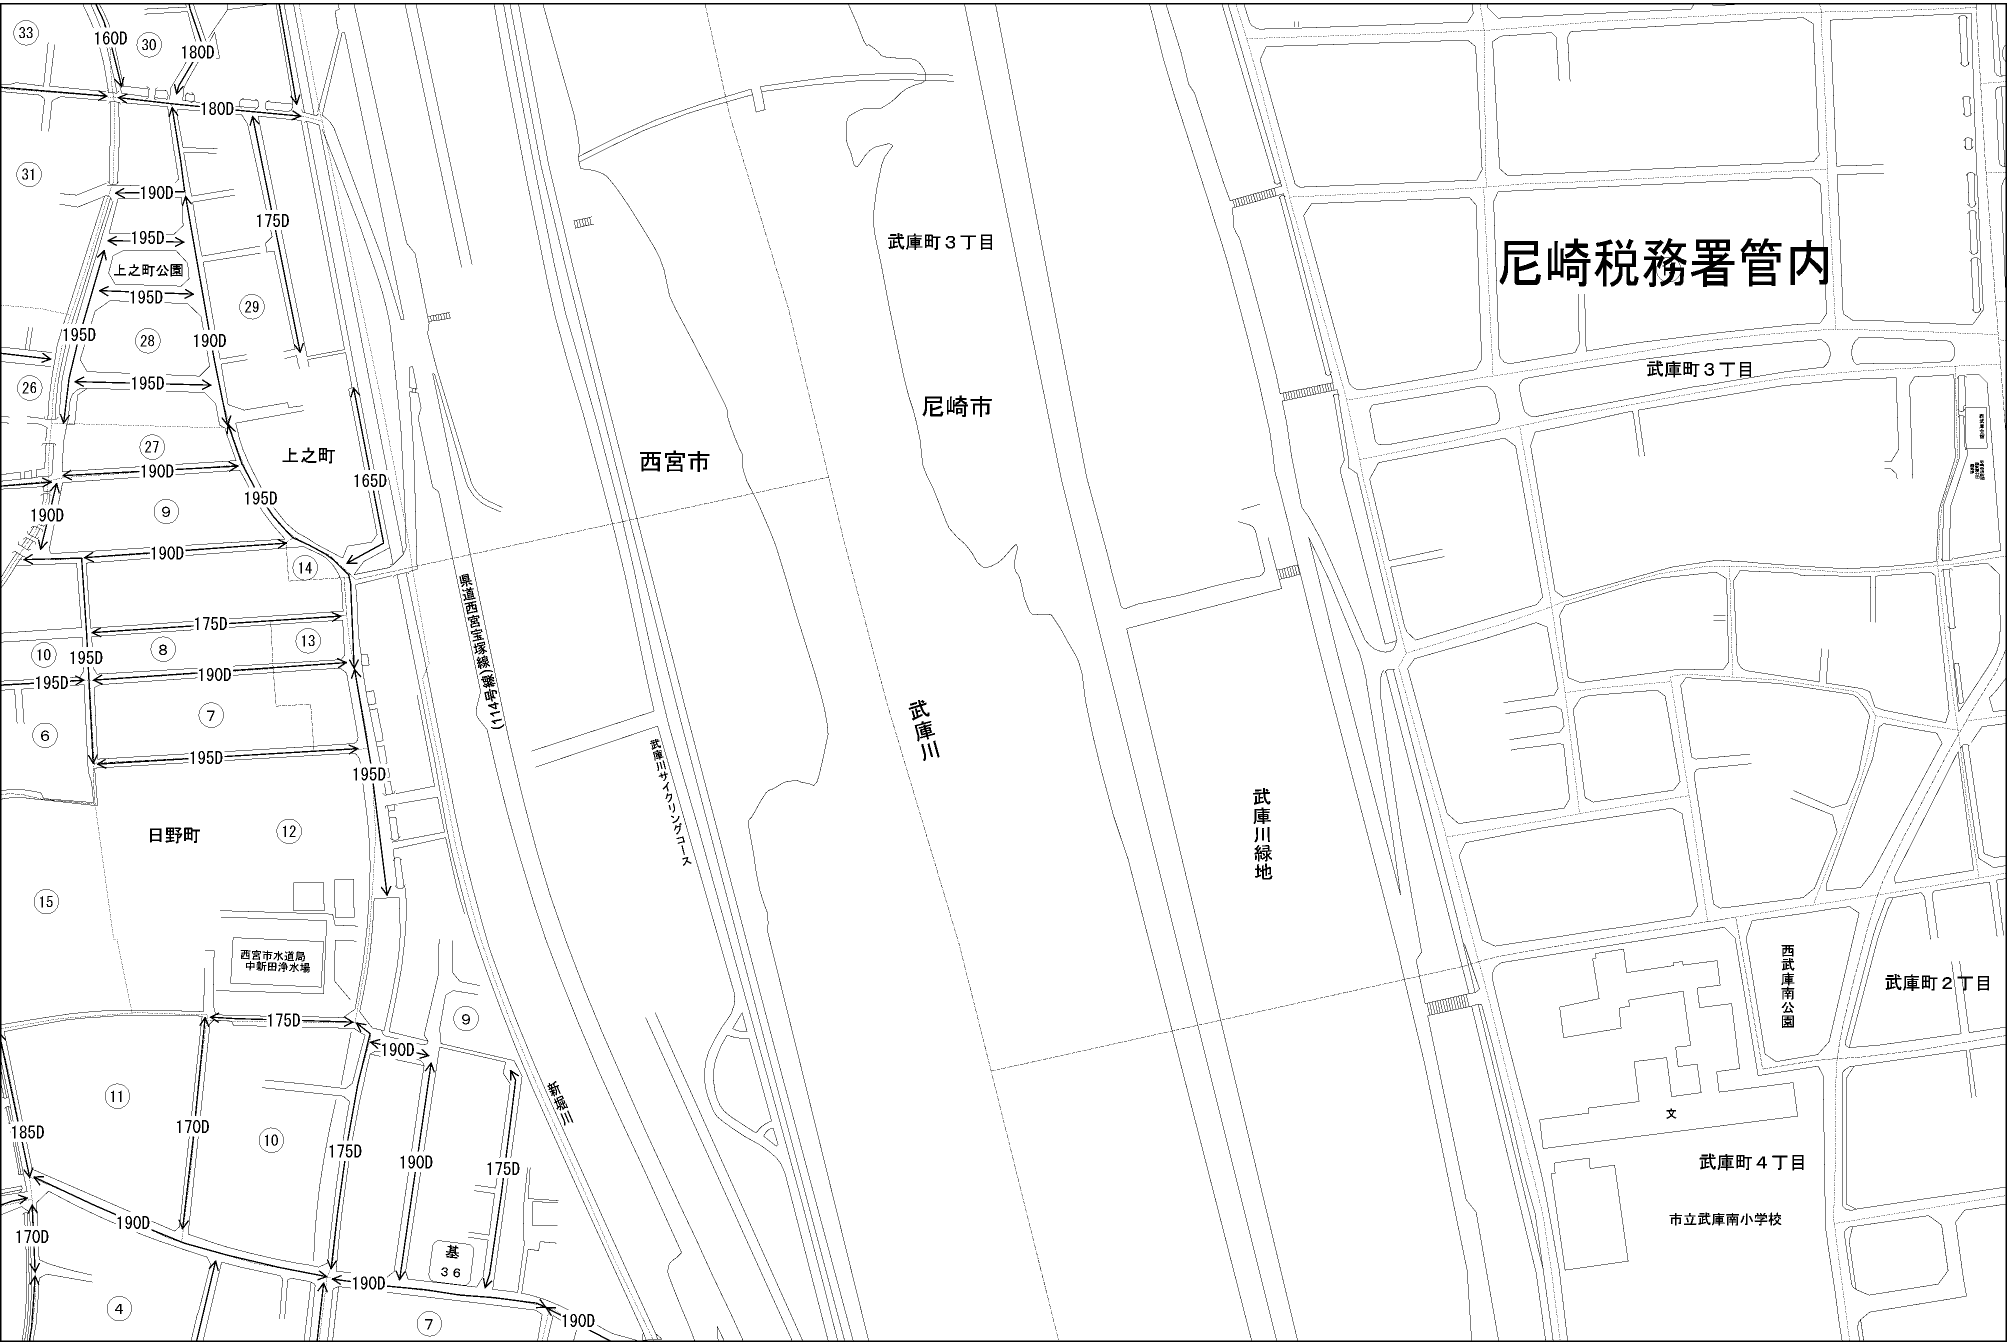 33
160D
30
180D
180D
31
190D
175D
195D
上之町公園
195D
29
195D
28
190D
26
195D
27
190D
上之町
195D
165D
190D
9
190D
14
175D
13
10
8
195D
195D
190D
7
6
195D
195D
日野町
12
15
西宮市水道局
中新田浄水場
175D
9
190D
11
185D
170D
10
175D
190D
175D
190D
170D
基
36
190D
190D
4
7
県道西宮宝塚線
(114号線)
新堀川
西宮市
武庫川サイクリングコース
武庫町3丁目
尼崎市
武庫川
武庫川緑地
尼崎税務署管内
武庫町3丁目
西武庫南公園
武庫町2丁目
文
武庫町4丁目
市立武庫南小学校